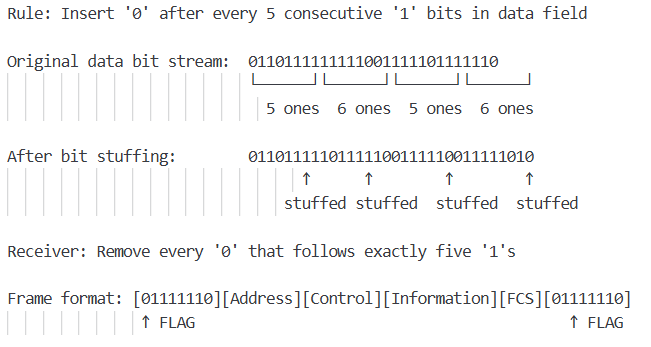 Rule: Insert '0' after every 5 consecutive '1' bits in data field
Original data bit stream: 0110111111111001111101111110
└──────┘└──────┘└──────┘└──────┘
5 ones 6 ones 5 ones 6 ones
After bit stuffing: 01101111101111100111110011111010
↑ ↑ ↑ ↑
stuffed stuffed stuffed stuffed
Receiver: Remove every '0' that follows exactly five '1's
Frame format: [01111110][Address][Control][Information][FCS][01111110]
↑ FLAG ↑ FLAG